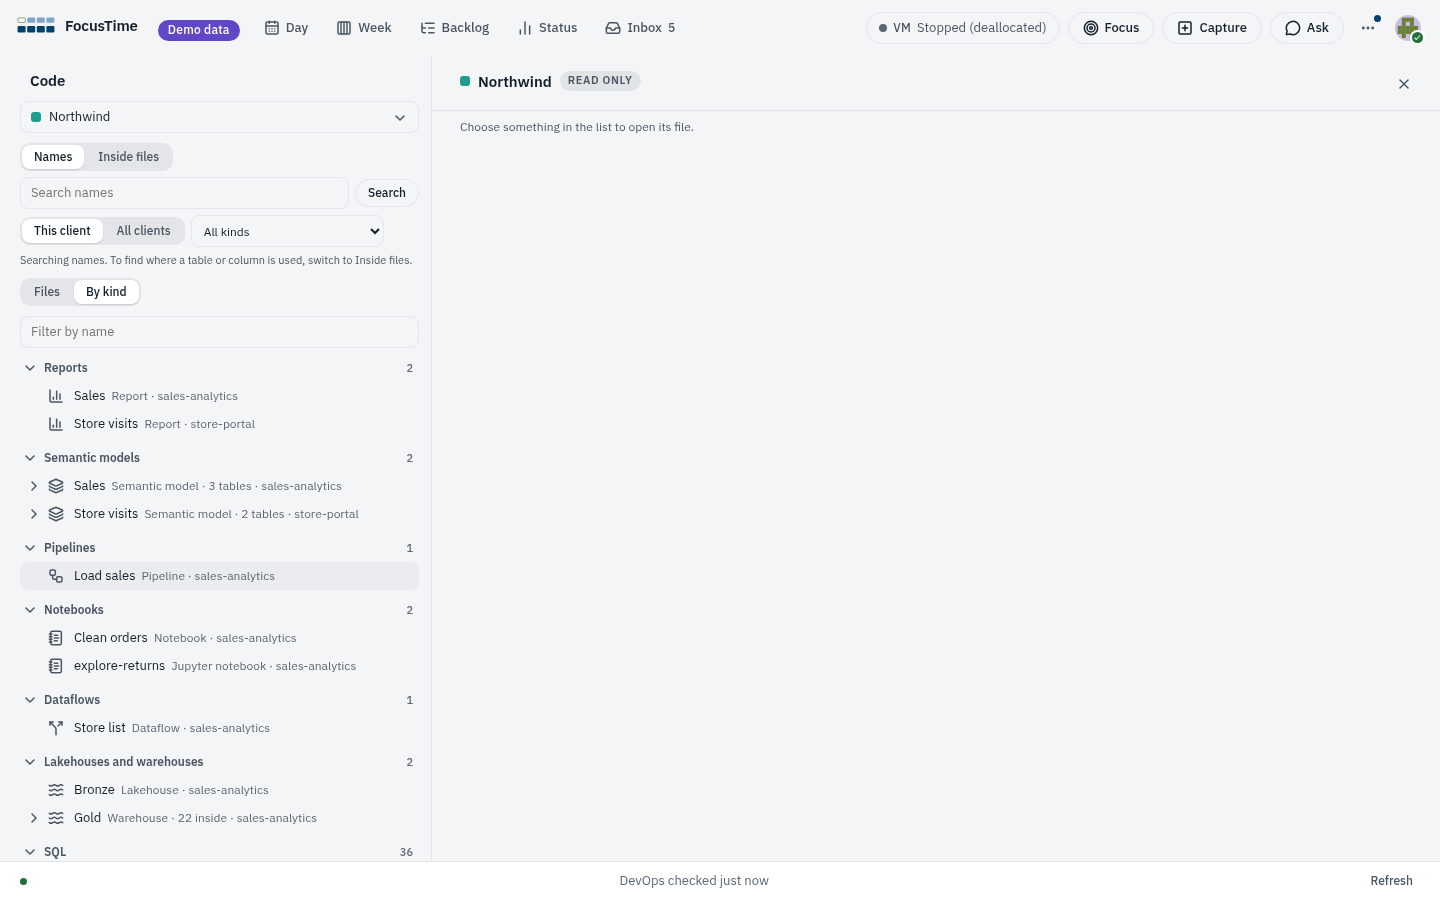 FocusTime
Demo data
Day
Week
Backlog
Status
Inbox 5
VM Stopped (deallocated)
Focus
Capture
Ask
Code
Northwind
Names
Inside files
Search names
Search
This client
All clients
All kinds
Searching names. To find where a table or column is used, switch to Inside files.
Files
By kind
Filter by name
Reports 2
Sales Report · sales-analytics
Store visits Report · store-portal
Semantic models 2
Sales Semantic model · 3 tables · sales-analytics
Store visits Semantic model · 2 tables · store-portal
Pipelines 1
Load sales Pipeline · sales-analytics
Notebooks 2
Clean orders Notebook · sales-analytics
explore-returns Jupyter notebook · sales-analytics
Dataflows 1
Store list Dataflow · sales-analytics
Lakehouses and warehouses 2
Bronze Lakehouse · sales-analytics
Gold Warehouse · 22 inside · sales-analytics
SQL 36
Northwind READ ONLY
Choose something in the list to open its file.
DevOps checked just now
Refresh